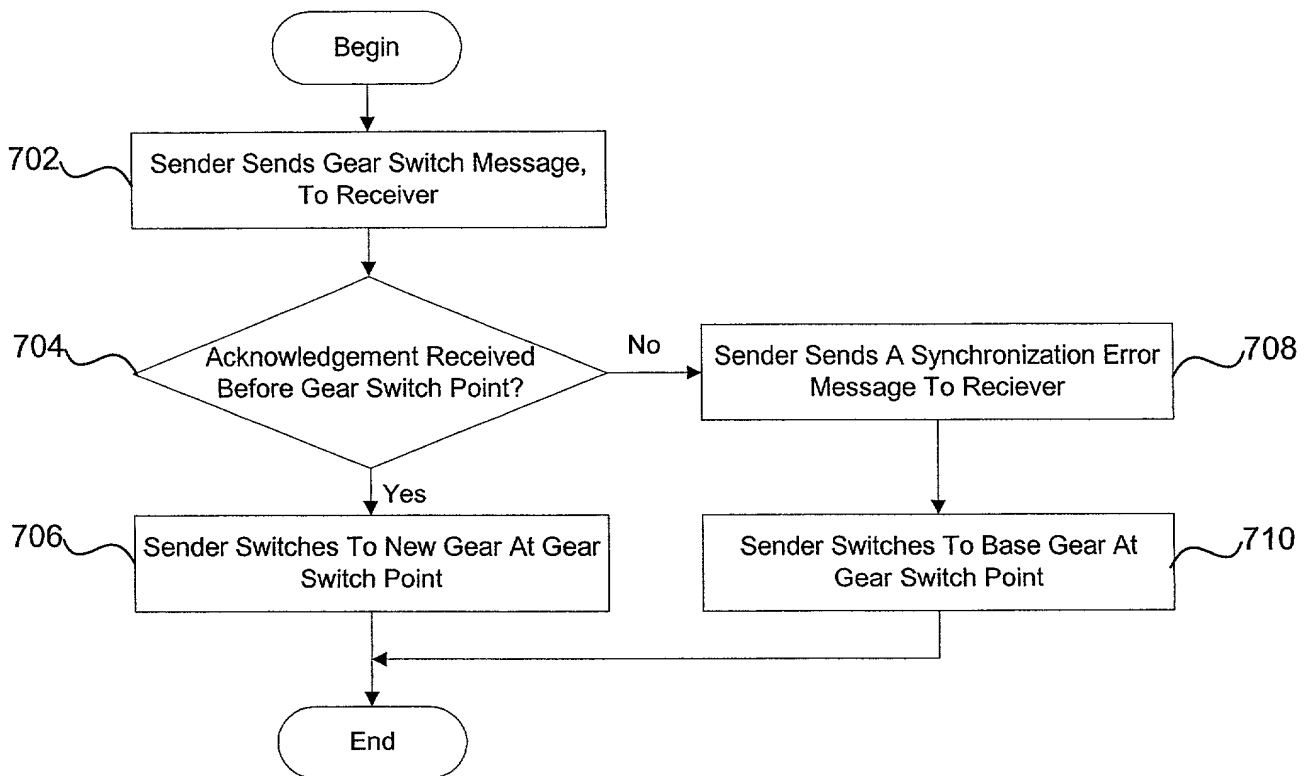 Begin
702
Sender Sends Gear Switch Message,
To Receiver
704
Acknowledgement Received
Before Gear Switch Point?
No
Sender Sends A Synchronization Error
Message To Reciever
708
Yes
706
Sender Switches To New Gear At Gear
Switch Point
Sender Switches To Base Gear At
Gear Switch Point
710
End